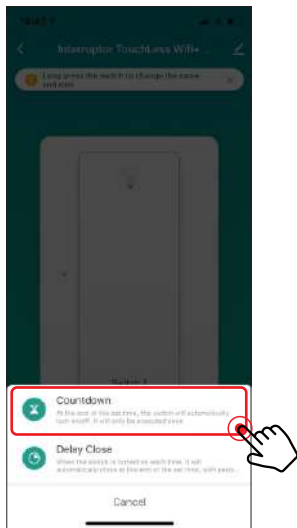 Interruptor TouchLess Wifi+...
Long press the switch to change the name
and icon
Switch 1
Countdown
At the end of the set time, the switch will automatically
turn on/off. It will only be executed once
Delay Close
When the switch is turned on each time, it will
automatically close at the end of the set time, with
Cancel